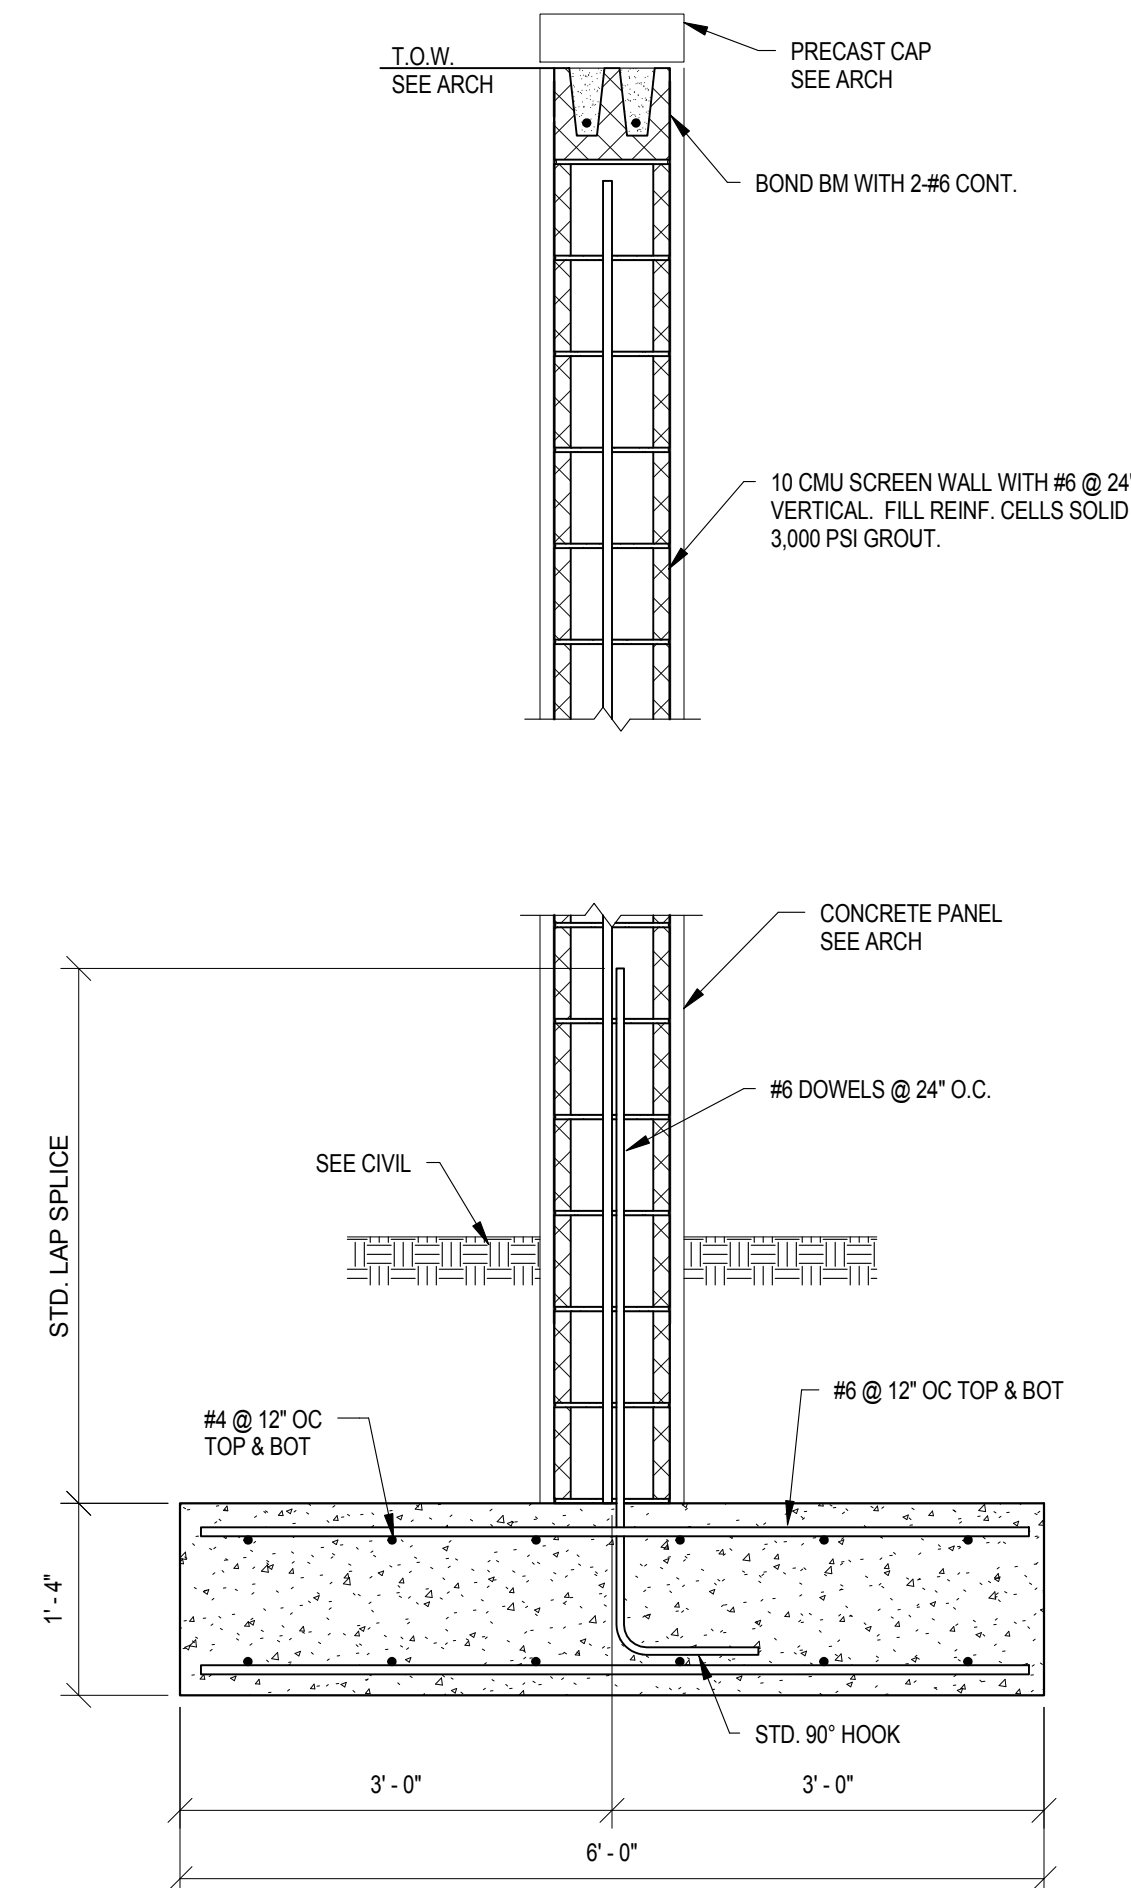 PRECAST CAP
SEE ARCH
T.O.W.
SEE ARCH
BOND BM WITH 2-#6 CONT.
10 CMU SCREEN WALL WITH #6 @ 24"
VERTICAL. FILL REINF. CELLS SOLID
3,000 PSI GROUT.
CONCRETE PANEL
SEE ARCH
#6 DOWELS @ 24" O.C.
SEE CIVIL
STD. LAP SPLICE
#6 @ 12" OC TOP & BOT
#4 @ 12" OC
TOP & BOT
1' - 4"
STD. 90° HOOK
3' - 0"
3' - 0"
6' - 0"